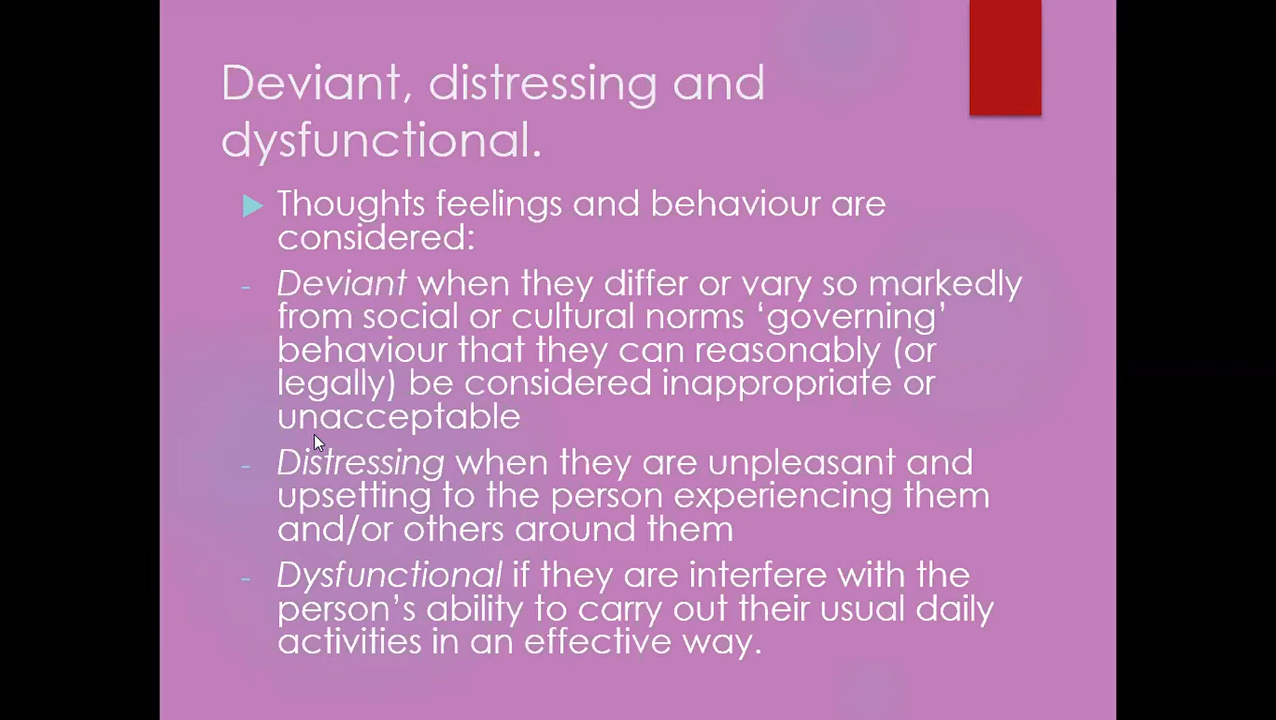 Deviant, distressing and
dysfunctional.
Thoughts feelings and behaviour are
considered:
- Deviant when they differ or vary so markedly
from social or cultural norms ‘governing’
behaviour that they can reasonably (or
legally) be considered inappropriate or
unacceptable
- Distressing when they are unpleasant and
upsetting to the person experiencing them
and/or others around them
- Dysfunctional if they are interfere with the
person’s ability to carry out their usual daily
activities in an effective way.